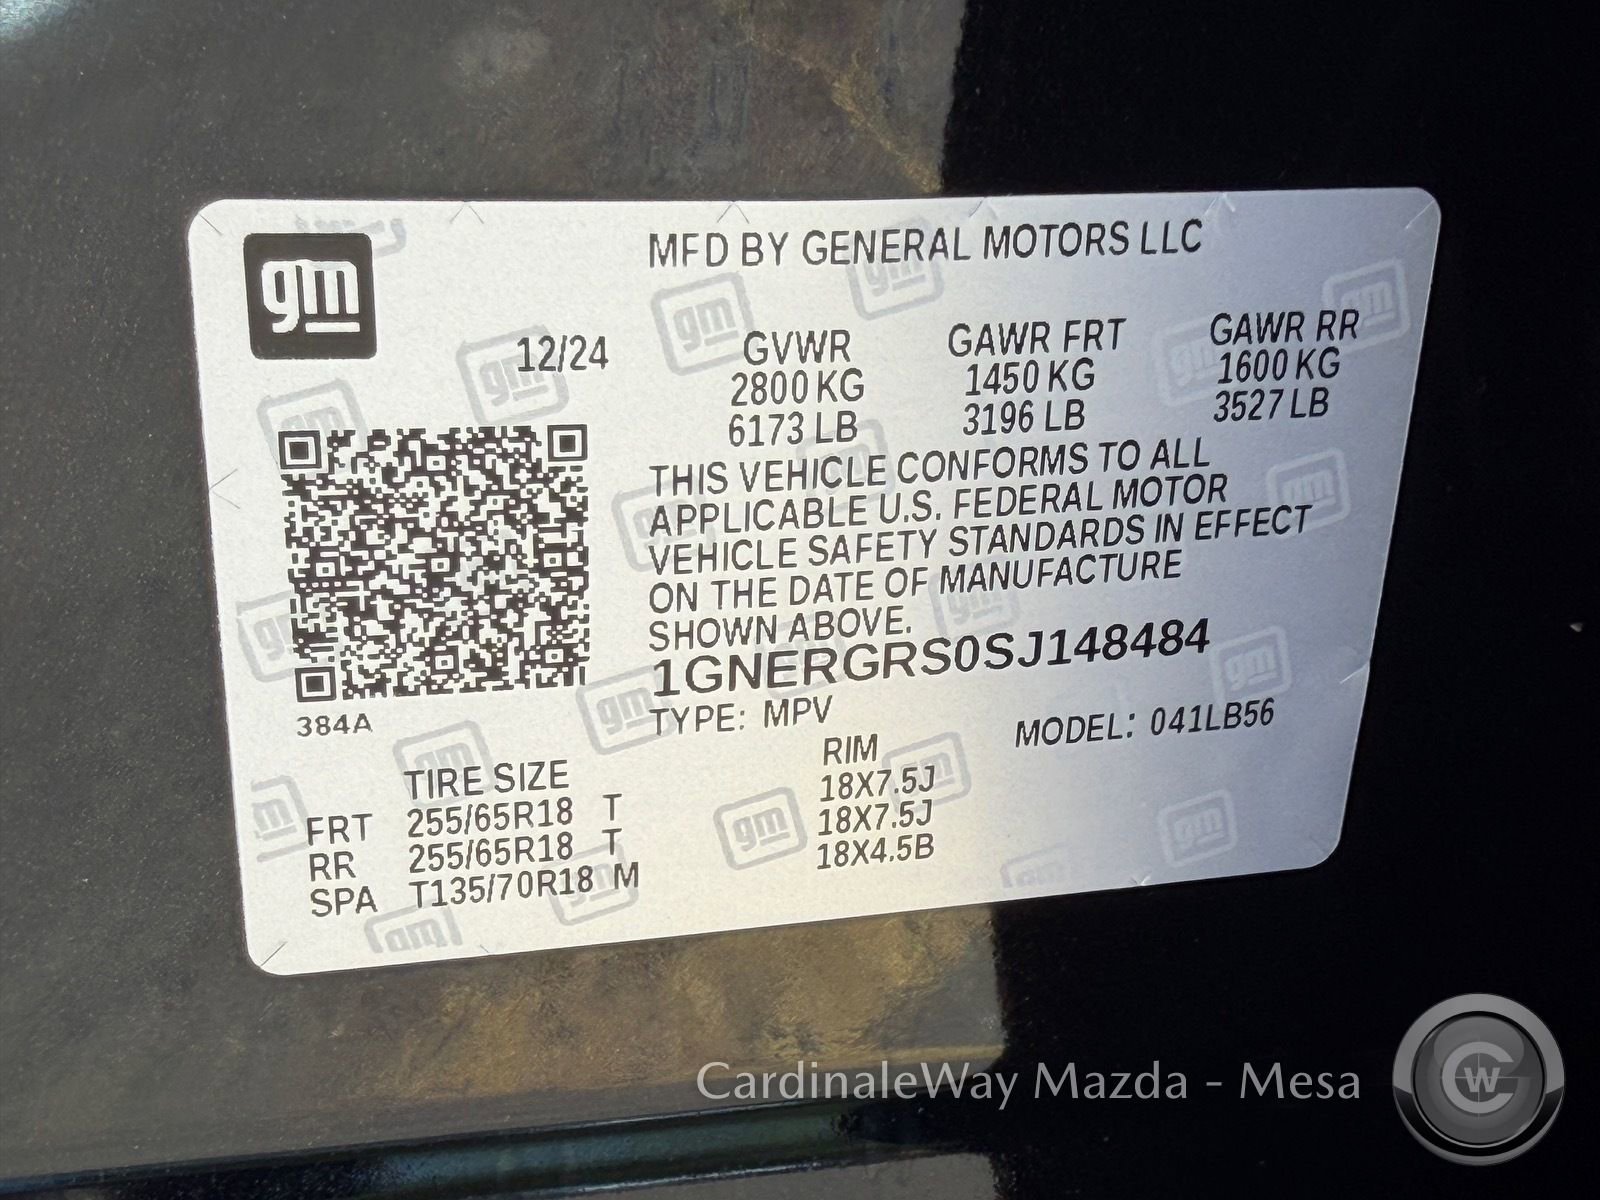 gm
MFD BY GENERAL MOTORS LLC
12/24
GVWR GAWR FRT GAWR RR
2800 KG 1450 KG 1600 KG
6173 LB 3196 LB 3527 LB
THIS VEHICLE CONFORMS TO ALL
APPLICABLE U.S. FEDERAL MOTOR
VEHICLE SAFETY STANDARDS IN EFFECT
ON THE DATE OF MANUFACTURE
SHOWN ABOVE.
1GNERGRS0SJ148484
384A
TYPE: MPV MODEL: 041LB56
TIRE SIZE RIM
FRT 255/65R18 T 18X7.5J
RR 255/65R18 T 18X7.5J
SPA T135/70R18 M 18X4.5B
CardinaleWay Mazda - Mesa
CW